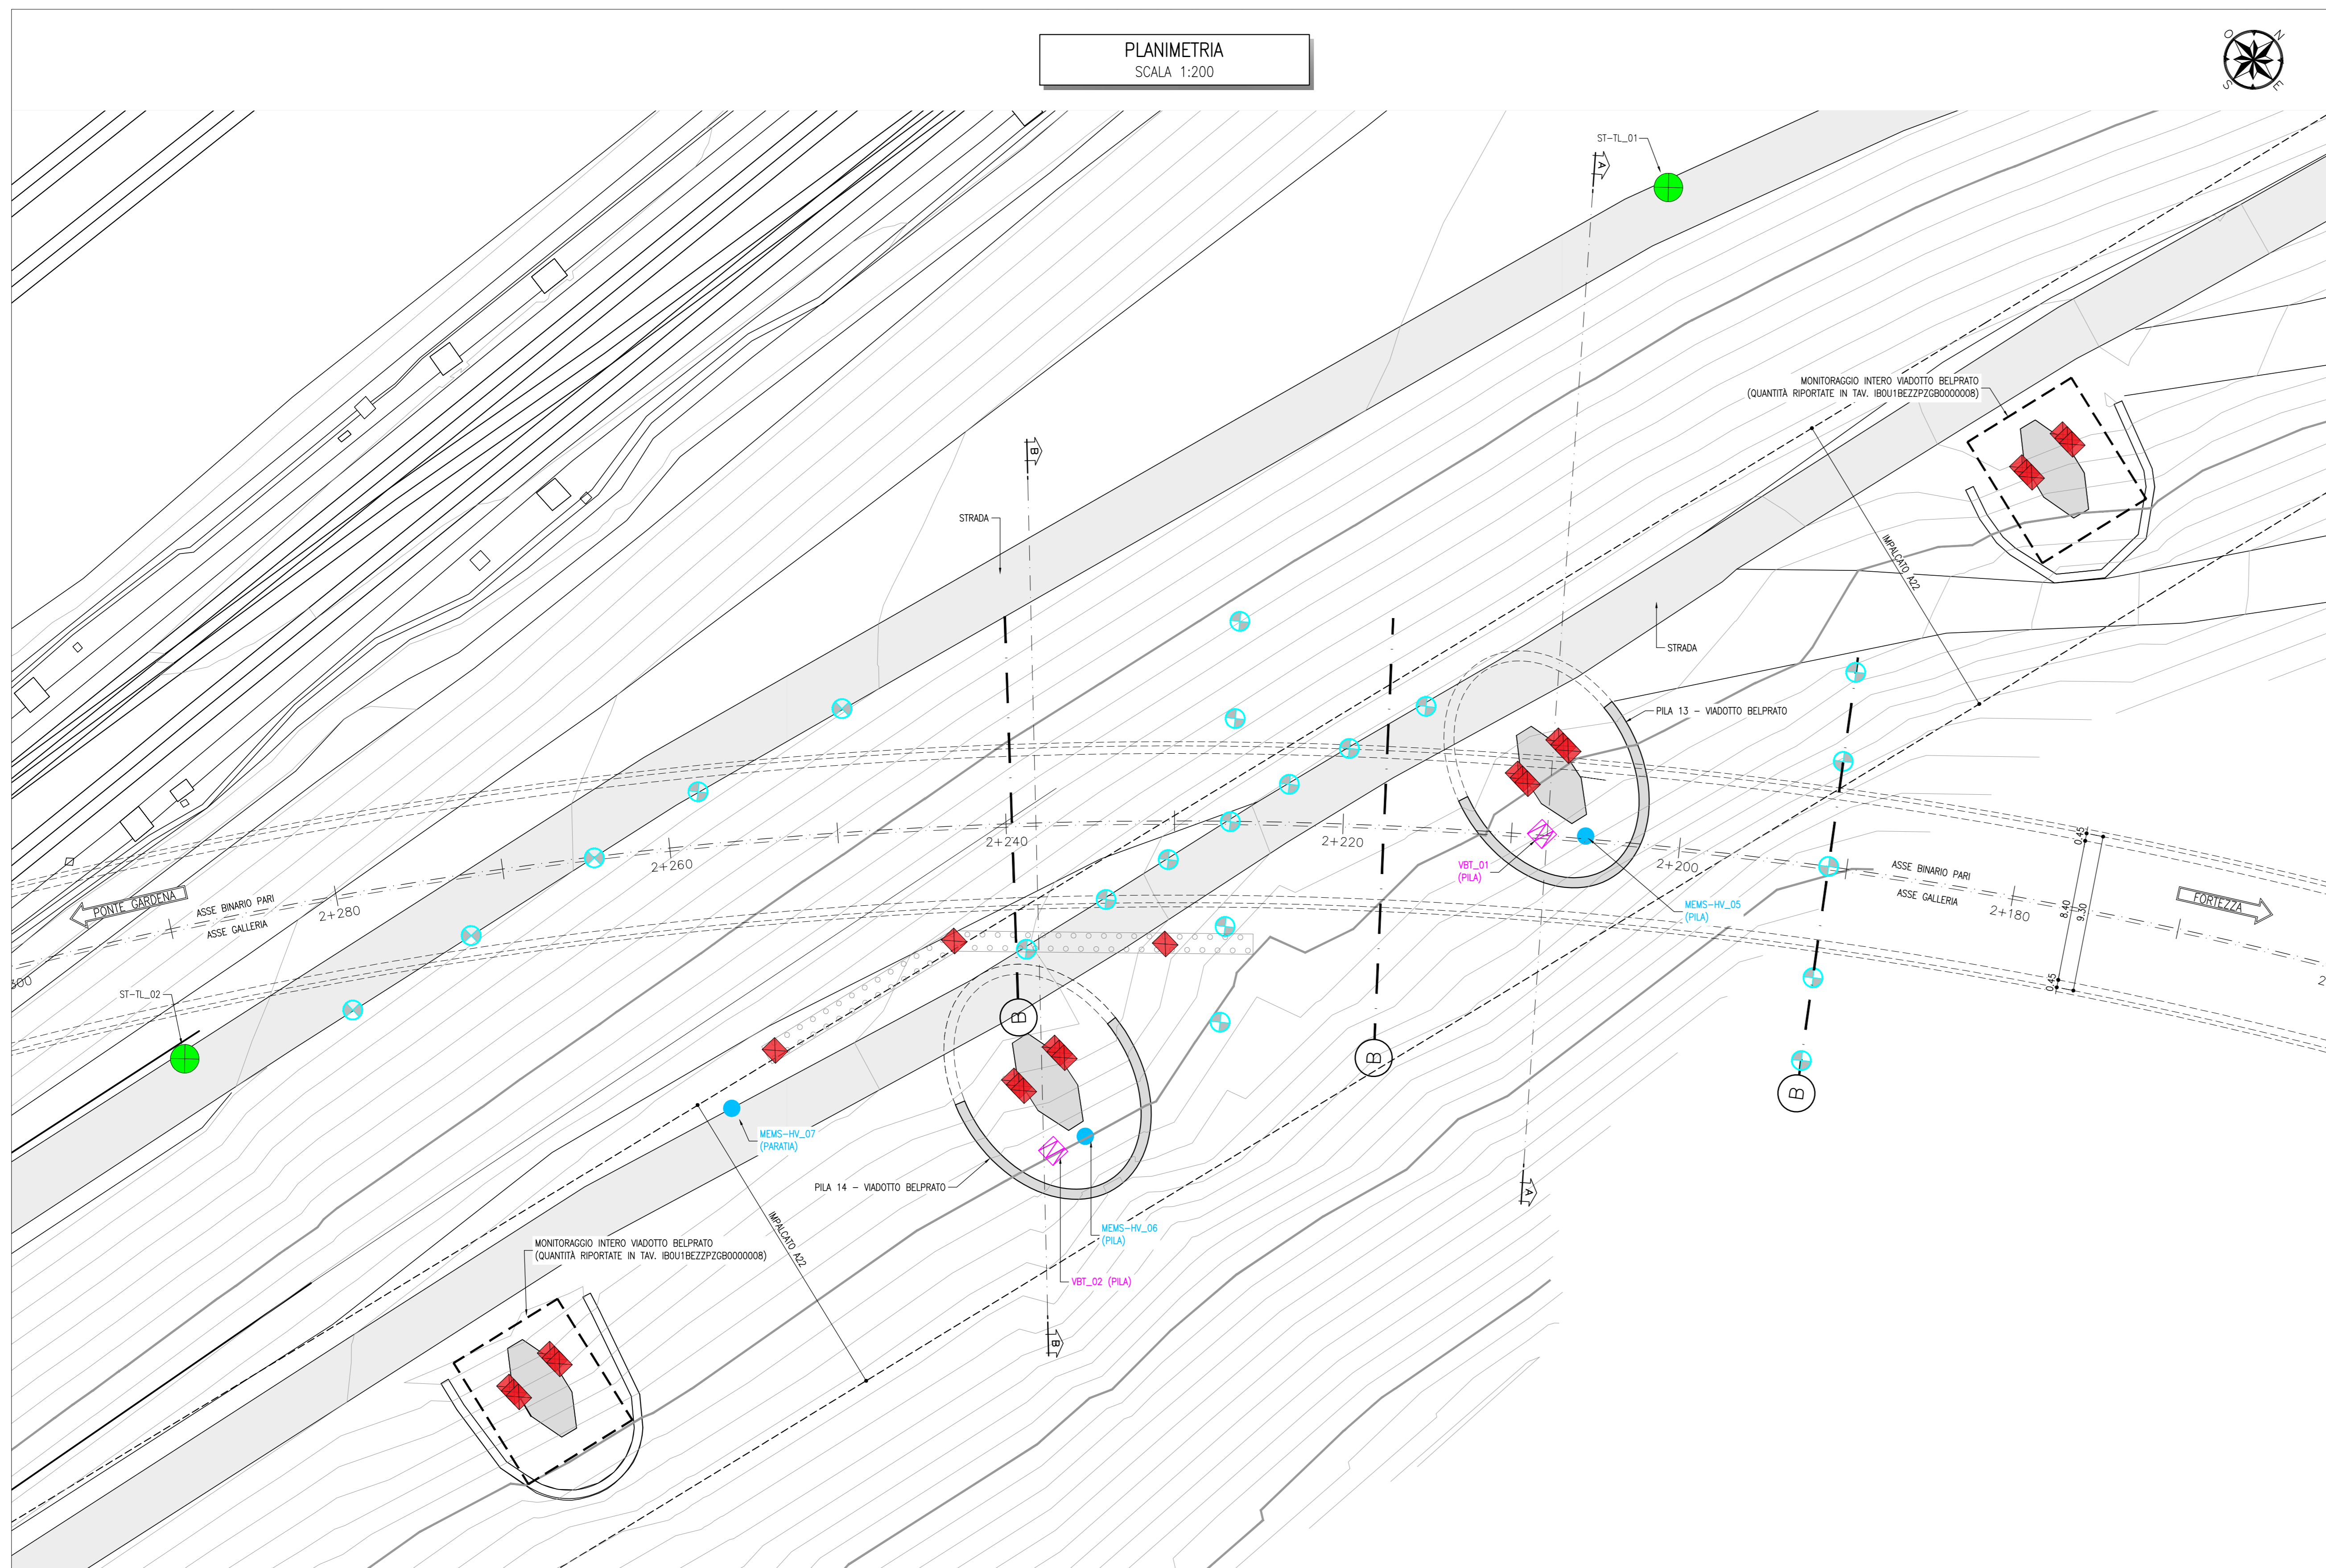 PLANIMETRIA
SCALA 1:200
O
N
S
E
ST-TL_01
A
MONITORAGGIO INTERO VIADOTTO BELPRATO
(QUANTITÀ RIPORTATE IN TAV. IB0U1BEZZPZGB0000008)
B
STRADA
IMPALCATO A22
STRADA
PILA 13 - VIADOTTO BELPRATO
2+240
2+220
2+260
2+200
VBT_01
(PILA)
ASSE BINARIO PARI
ASSE GALLERIA
0.45
8.40
9.30
0.45
PONTE GARDENA
ASSE BINARIO PARI
ASSE GALLERIA
2+280
MEMS-HV_05
(PILA)
2+180
FORTEZZA
300
2
ST-TL_02
B
B
B
MEMS-HV_07
(PARATIA)
PILA 14 - VIADOTTO BELPRATO
A
IMPALCATO A22
MEMS-HV_06
(PILA)
MONITORAGGIO INTERO VIADOTTO BELPRATO
(QUANTITÀ RIPORTATE IN TAV. IB0U1BEZZPZGB0000008)
VBT_02 (PILA)
B